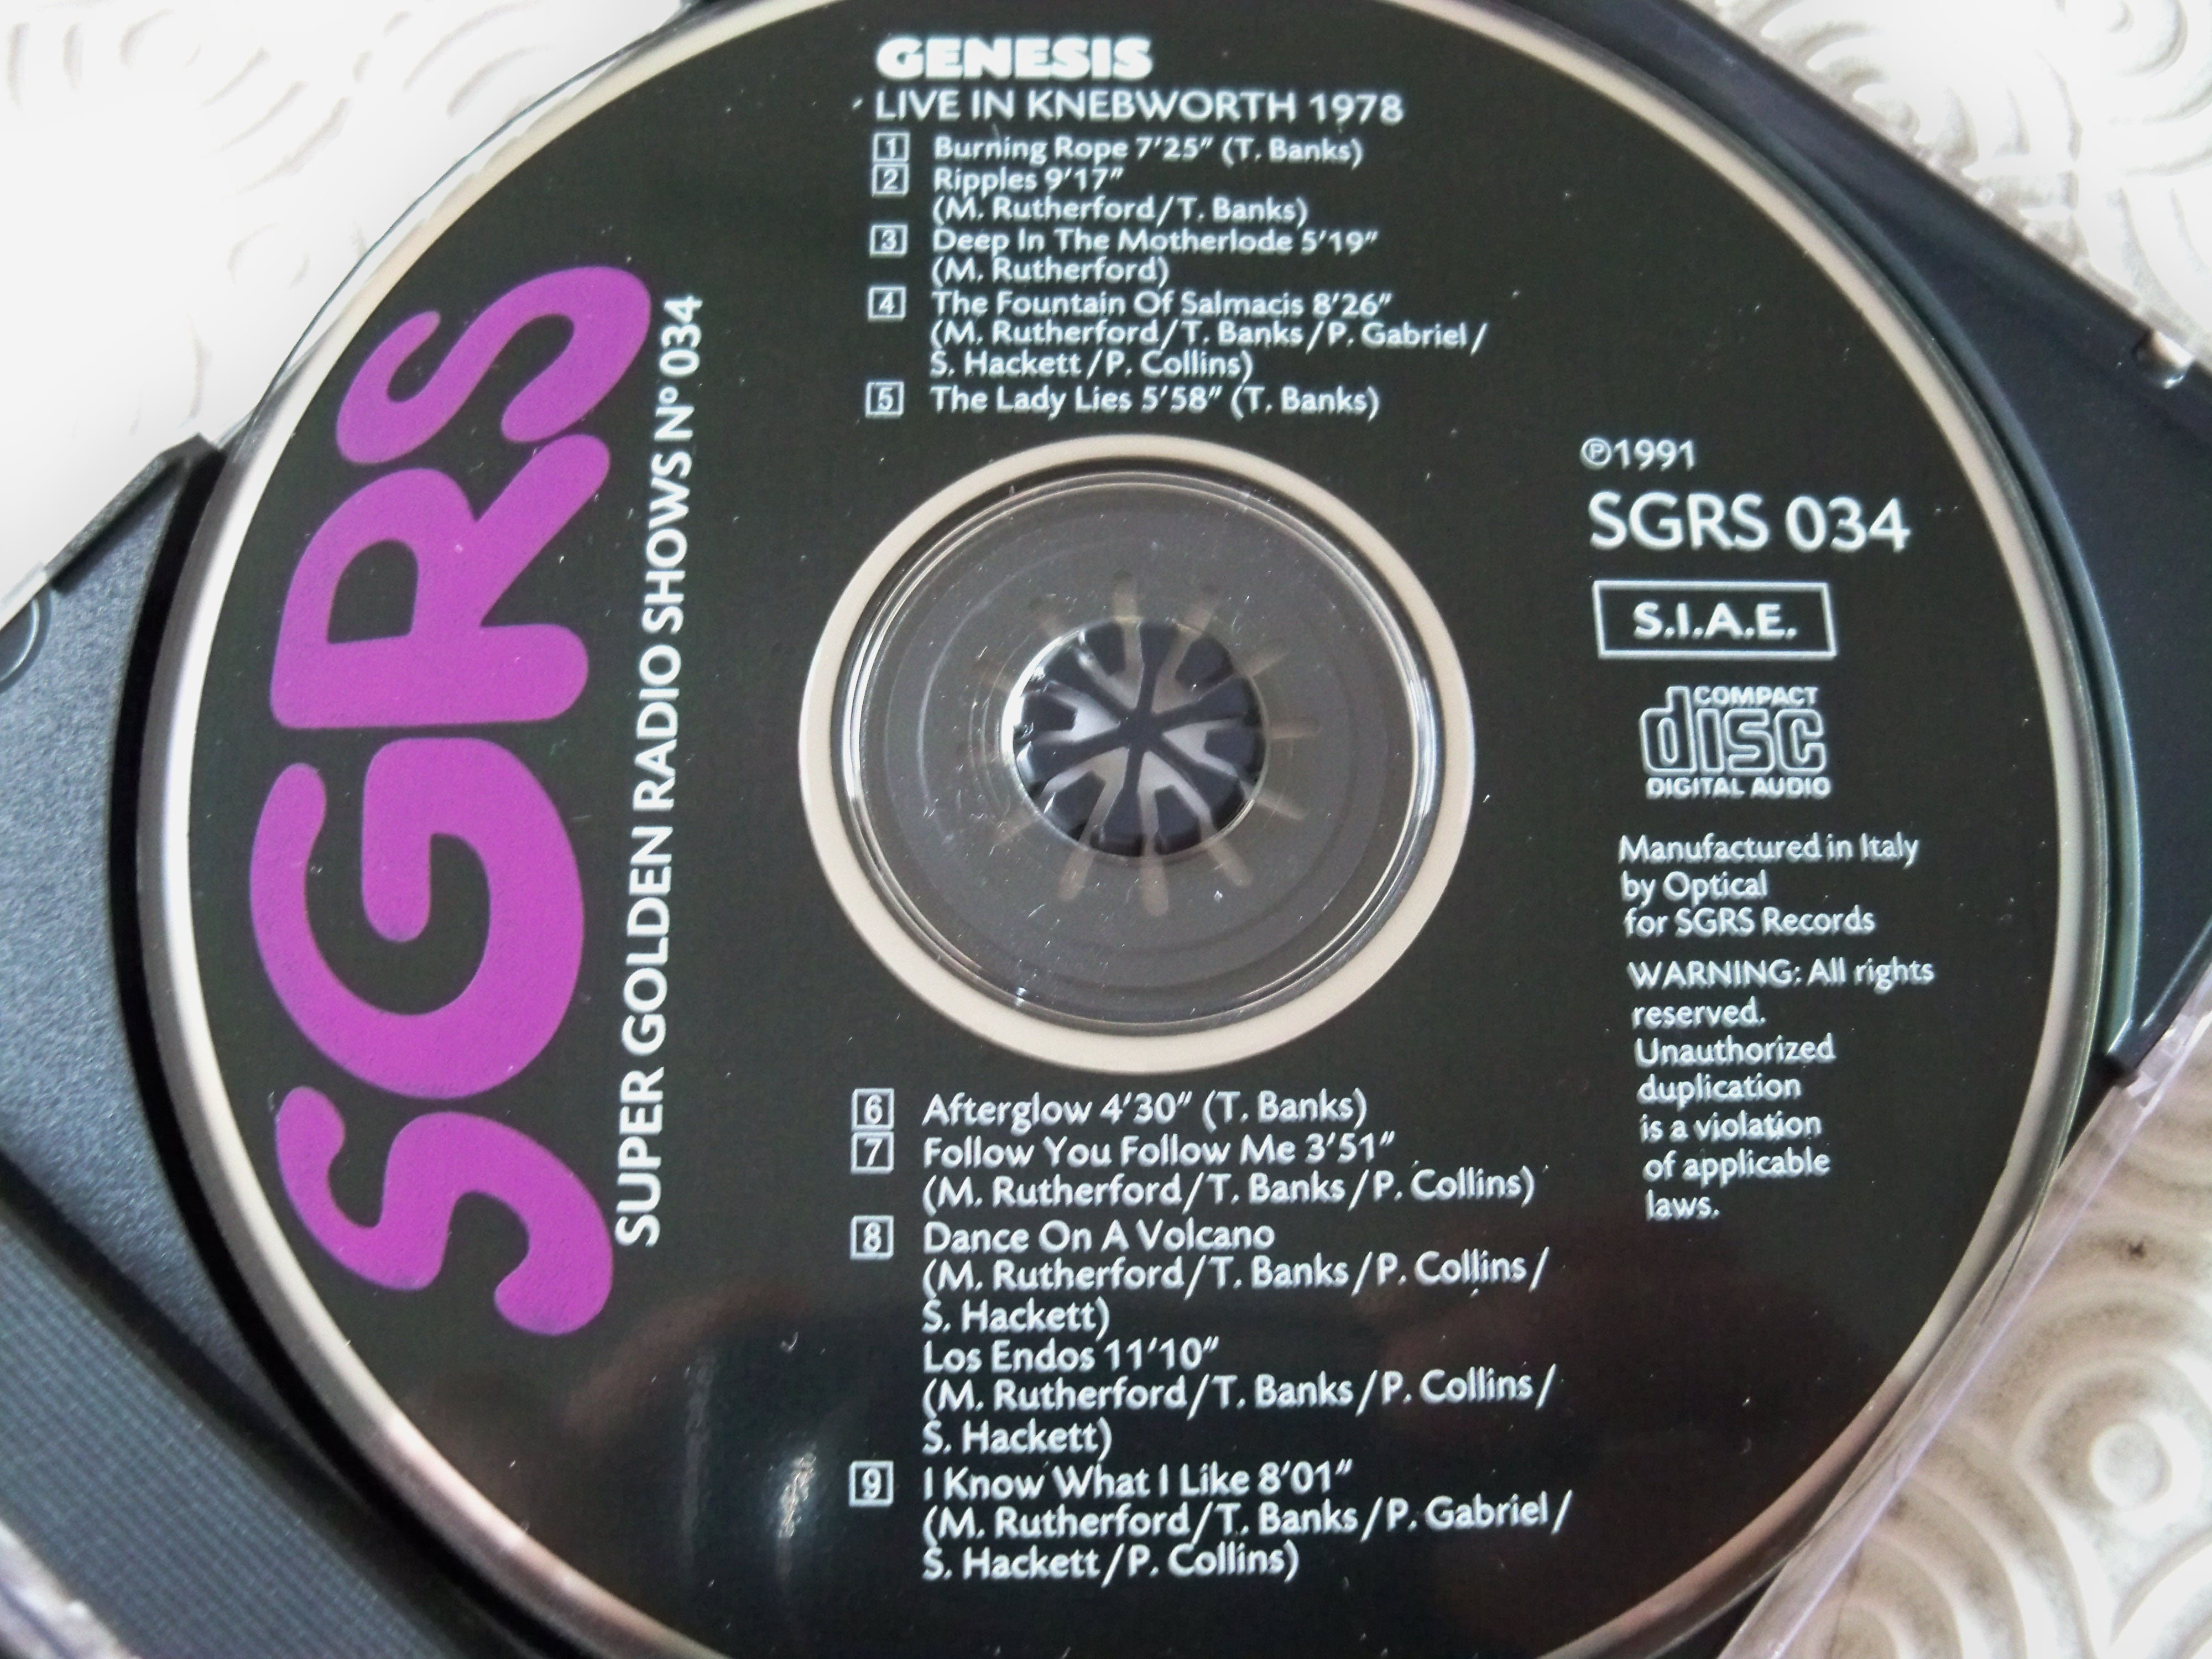 GENESIS
LIVE IN KNEBWORTH 1978
1 Burning Rope 7'25" (T. Banks)
2 Ripples 9'17"
(M. Rutherford/T. Banks)
3 Deep In The Motherlode 5'19"
(M. Rutherford)
4 The Fountain Of Salmacis 8'26"
(M. Rutherford/T. Banks/P. Gabriel/
S. Hackett/P. Collins)
5 The Lady Lies 5'58" (T. Banks)
SGRS
SUPER GOLDEN RADIO SHOWS Nº 034
℗1991
SGRS 034
S.I.A.E.
COMPACT
disc
DIGITAL AUDIO
Manufactured in Italy
by Optical
for SGRS Records
WARNING: All rights
reserved.
Unauthorized
duplication
is a violation
of applicable
laws.
6 Afterglow 4'30" (T. Banks)
7 Follow You Follow Me 3'51"
(M. Rutherford/T. Banks/P. Collins)
8 Dance On A Volcano
(M. Rutherford/T. Banks/P. Collins/
S. Hackett)
Los Endos 11'10"
(M. Rutherford/T. Banks/P. Collins/
S. Hackett)
9 I Know What I Like 8'01"
(M. Rutherford/T. Banks/P. Gabriel/
S. Hackett/P. Collins)